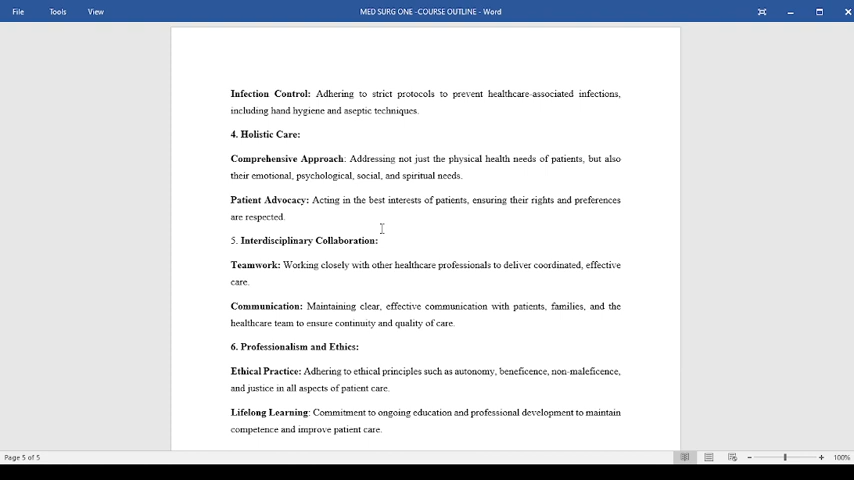 File Tools View MED SURG ONE -COURSE OUTLINE - Word
Infection Control: Adhering to strict protocols to prevent healthcare-associated infections,
including hand hygiene and aseptic techniques.
4. Holistic Care:
Comprehensive Approach: Addressing not just the physical health needs of patients, but also
their emotional, psychological, social, and spiritual needs.
Patient Advocacy: Acting in the best interests of patients, ensuring their rights and preferences
are respected.
5. Interdisciplinary Collaboration:
Teamwork: Working closely with other healthcare professionals to deliver coordinated, effective
care.
Communication: Maintaining clear, effective communication with patients, families, and the
healthcare team to ensure continuity and quality of care.
6. Professionalism and Ethics:
Ethical Practice: Adhering to ethical principles such as autonomy, beneficence, non-maleficence,
and justice in all aspects of patient care.
Lifelong Learning: Commitment to ongoing education and professional development to maintain
competence and improve patient care.
Page 5 of 5 100%